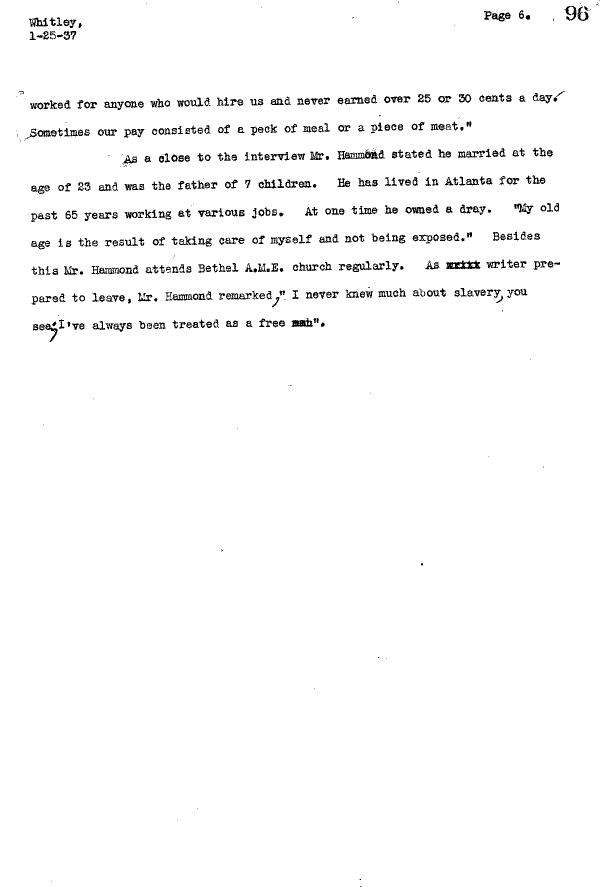 Whitley,
1-25-37
Page 6. 96
worked for anyone who would hire us and never earned over 25 or 30 cents a day.
Sometimes our pay consisted of a peck of meal or a piece of meat."
As a close to the interview Mr. Hammond stated he married at the
age of 23 and was the father of 7 children. He has lived in Atlanta for the
past 65 years working at various jobs. At one time he owned a dray. "My old
age is the result of taking care of myself and not being exposed." Besides
this Mr. Hammond attends Bethel A.M.E. church regularly. As writer pre-
pared to leave, Mr. Hammond remarked," I never knew much about slavery, you
see; I've always been treated as a free man".